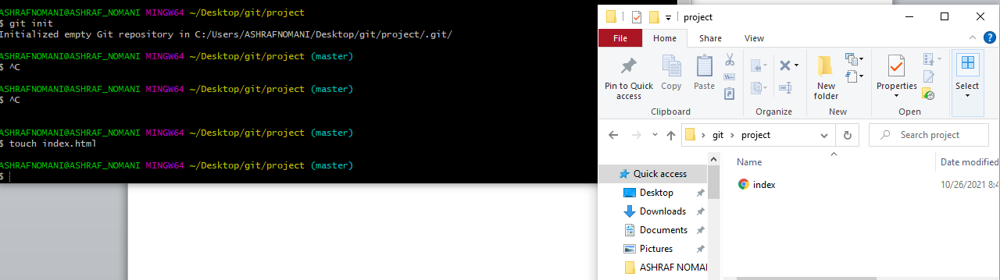 ASHRAFNOMANI@ASHRAF_NOMANI MINGW64 ~/Desktop/git/project
$ git init
Initialized empty Git repository in C:/Users/ASHRAFNOMANI/Desktop/git/project/.git/
ASHRAFNOMANI@ASHRAF_NOMANI MINGW64 ~/Desktop/git/project (master)
$ ^C
ASHRAFNOMANI@ASHRAF_NOMANI MINGW64 ~/Desktop/git/project (master)
$ ^C
ASHRAFNOMANI@ASHRAF_NOMANI MINGW64 ~/Desktop/git/project (master)
$ touch index.html
ASHRAFNOMANI@ASHRAF_NOMANI MINGW64 ~/Desktop/git/project (master)
$
project
File Home Share View
Pin to Quick access
Copy
Paste
New folder
Properties
Select
Clipboard Organize New Open
git project
Search project
Quick access
Desktop
Downloads
Documents
Pictures
ASHRAF NOMA
Name Date modified
index 10/26/2021 8:4